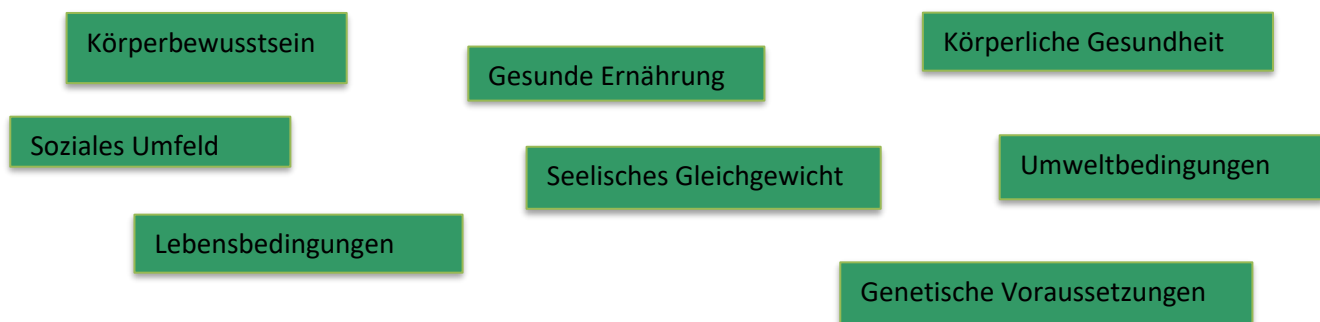 Körperbewusstsein
Körperliche Gesundheit
Gesunde Ernährung
Soziales Umfeld
Umweltbedingungen
Seelisches Gleichgewicht
Lebensbedingungen
Genetische Voraussetzungen